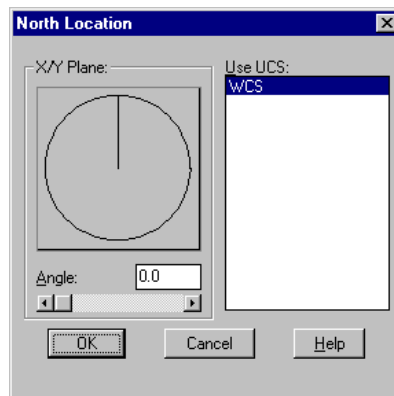 North Location
X/Y Plane:
Use UCS:
WCS
Angle:
0.0
OK
Cancel
Help